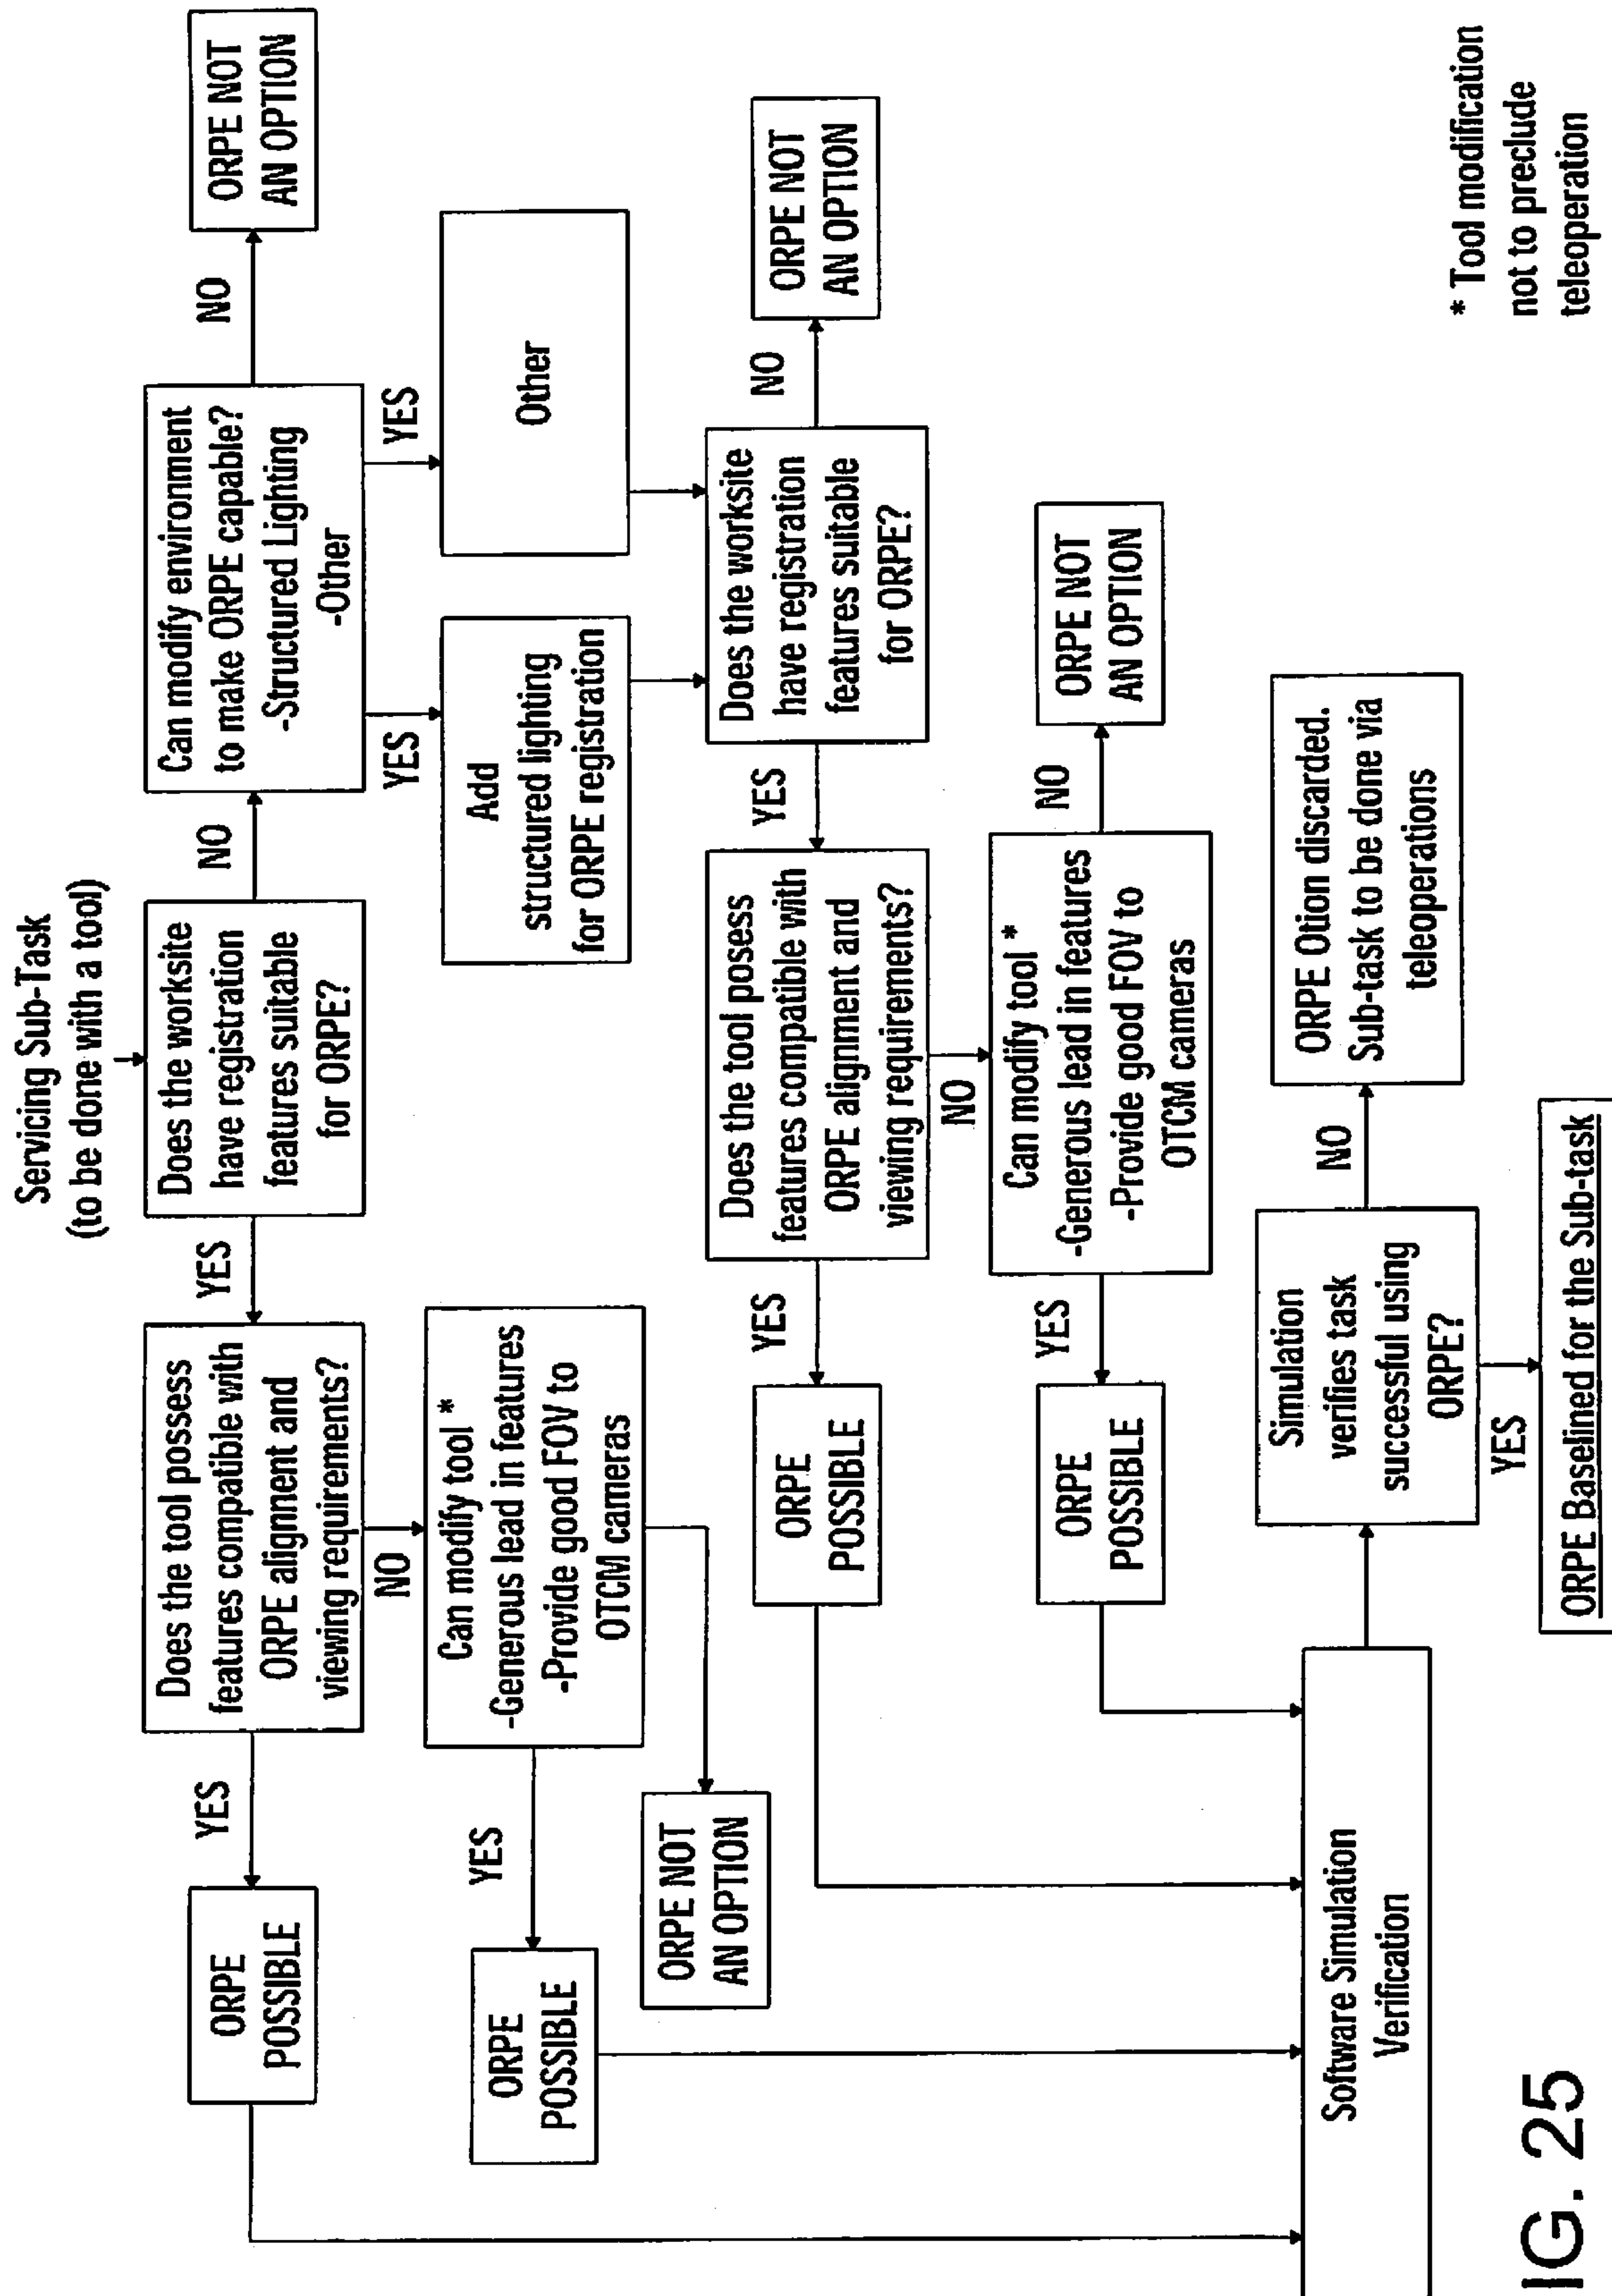 Servicing Sub-Task
(to be done with a tool)
Does the worksite
have registration
features suitable
for ORPE?
YES
NO
Does the tool possess
features compatible with
ORPE alignment and
viewing requirements?
YES
NO
ORPE
POSSIBLE
Can modify tool *
-Generous lead in features
-Provide good FOV to
OTCM cameras
YES
ORPE
POSSIBLE
ORPE NOT
AN OPTION
Can modify environment
to make ORPE capable?
-Structured Lighting
-Other
NO
ORPE NOT
AN OPTION
YES
YES
Add
structured lighting
for ORPE registration
Other
Does the worksite
have registration
features suitable
for ORPE?
NO
ORPE NOT
AN OPTION
YES
Does the tool posess
features compatible with
ORPE alignment and
viewing requirements?
YES
ORPE
POSSIBLE
NO
Can modify tool *
-Generous lead in features
-Provide good FOV to
OTCM cameras
NO
ORPE NOT
AN OPTION
YES
ORPE
POSSIBLE
Software Simulation
Verification
Simulation
verifies task
successful using
ORPE?
NO
ORPE Otion discarded.
Sub-task to be done via
teleoperations
YES
ORPE Baselined for the Sub-task
* Tool modification
not to preclude
teleoperation
IG. 25